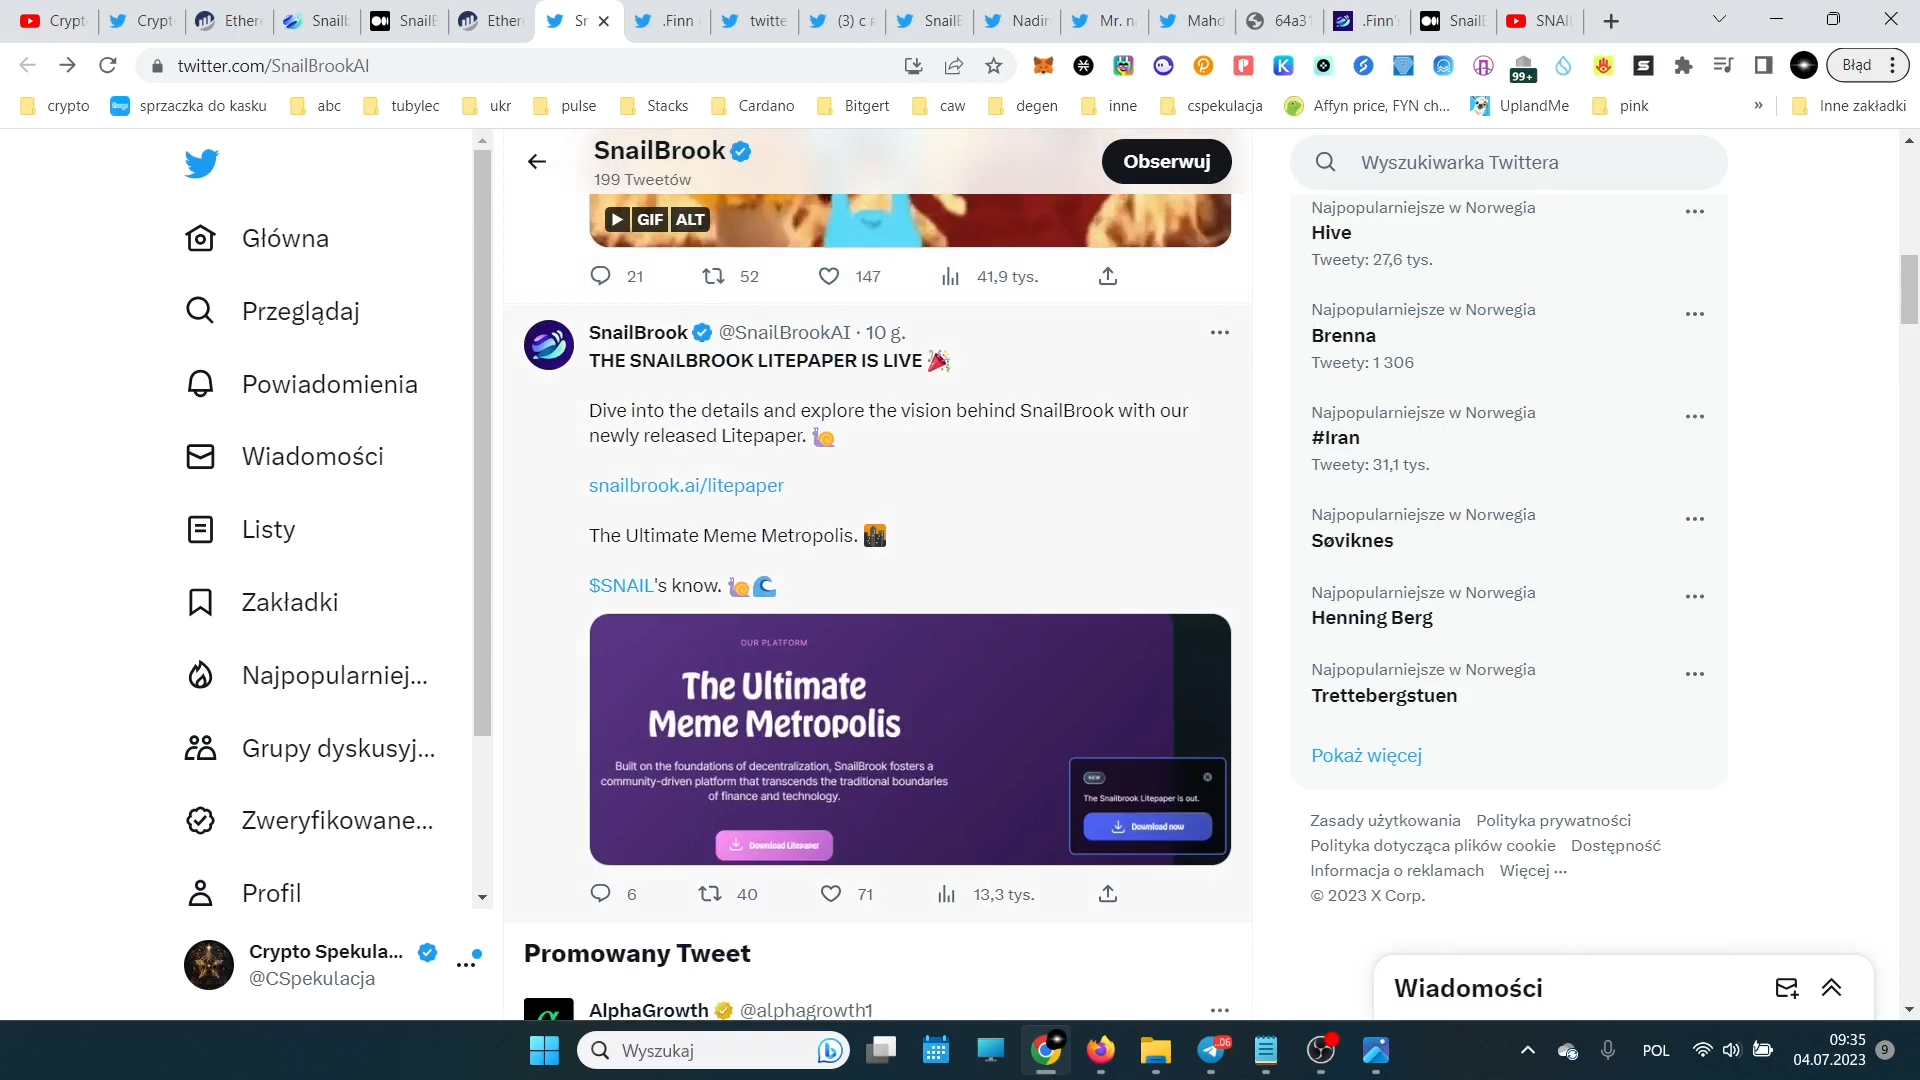 Crypt
Crypt
Ether
Snailb
SnailB
Ether
Sn
.Finn
twitte
(3) c
SnailB
Nadir
Mr. n
Mahd
64a31
.Finn'
SnailB
SNAIL
twitter.com/SnailBrookAI
99+
Błąd
crypto
sprzaczka do kasku
abc
tubylec
ukr
pulse
Stacks
Cardano
Bitgert
caw
degen
inne
cspekulacja
Affyn price, FYN ch...
UplandMe
pink
»
Inne zakładki
Główna
Przeglądaj
Powiadomienia
Wiadomości
Listy
Zakładki
Najpopularniej...
Grupy dyskusyj...
Zweryfikowane...
Profil
Crypto Spekula...
@CSpekulacja
SnailBrook
199 Tweetów
Obserwuj
GIF ALT
21 52 147 41,9 tys.
SnailBrook @SnailBrookAI · 10 g.
THE SNAILBROOK LITEPAPER IS LIVE 🎉
Dive into the details and explore the vision behind SnailBrook with our
newly released Litepaper. 🐌
snailbrook.ai/litepaper
The Ultimate Meme Metropolis. 🌆
$SNAIL's know. 🐌🌊
OUR PLATFORM
The Ultimate
Meme Metropolis
Built on the foundations of decentralization, SnailBrook fosters a
community-driven platform that transcends the traditional boundaries
of finance and technology.
Download Litepaper
NEW
The Snailbrook Litepaper is out.
Download now
6 40 71 13,3 tys.
Promowany Tweet
AlphaGrowth @alphagrowth1
Wyszukiwarka Twittera
Najpopularniejsze w Norwegia
Hive
Tweety: 27,6 tys.
Najpopularniejsze w Norwegia
Brenna
Tweety: 1 306
Najpopularniejsze w Norwegia
#Iran
Tweety: 31,1 tys.
Najpopularniejsze w Norwegia
Søviknes
Najpopularniejsze w Norwegia
Henning Berg
Najpopularniejsze w Norwegia
Trettebergstuen
Pokaż więcej
Zasady użytkowania Polityka prywatności
Polityka dotycząca plików cookie Dostępność
Informacja o reklamach Więcej ···
© 2023 X Corp.
Wiadomości
Wyszukaj
.06
POL
09:35
04.07.2023
9